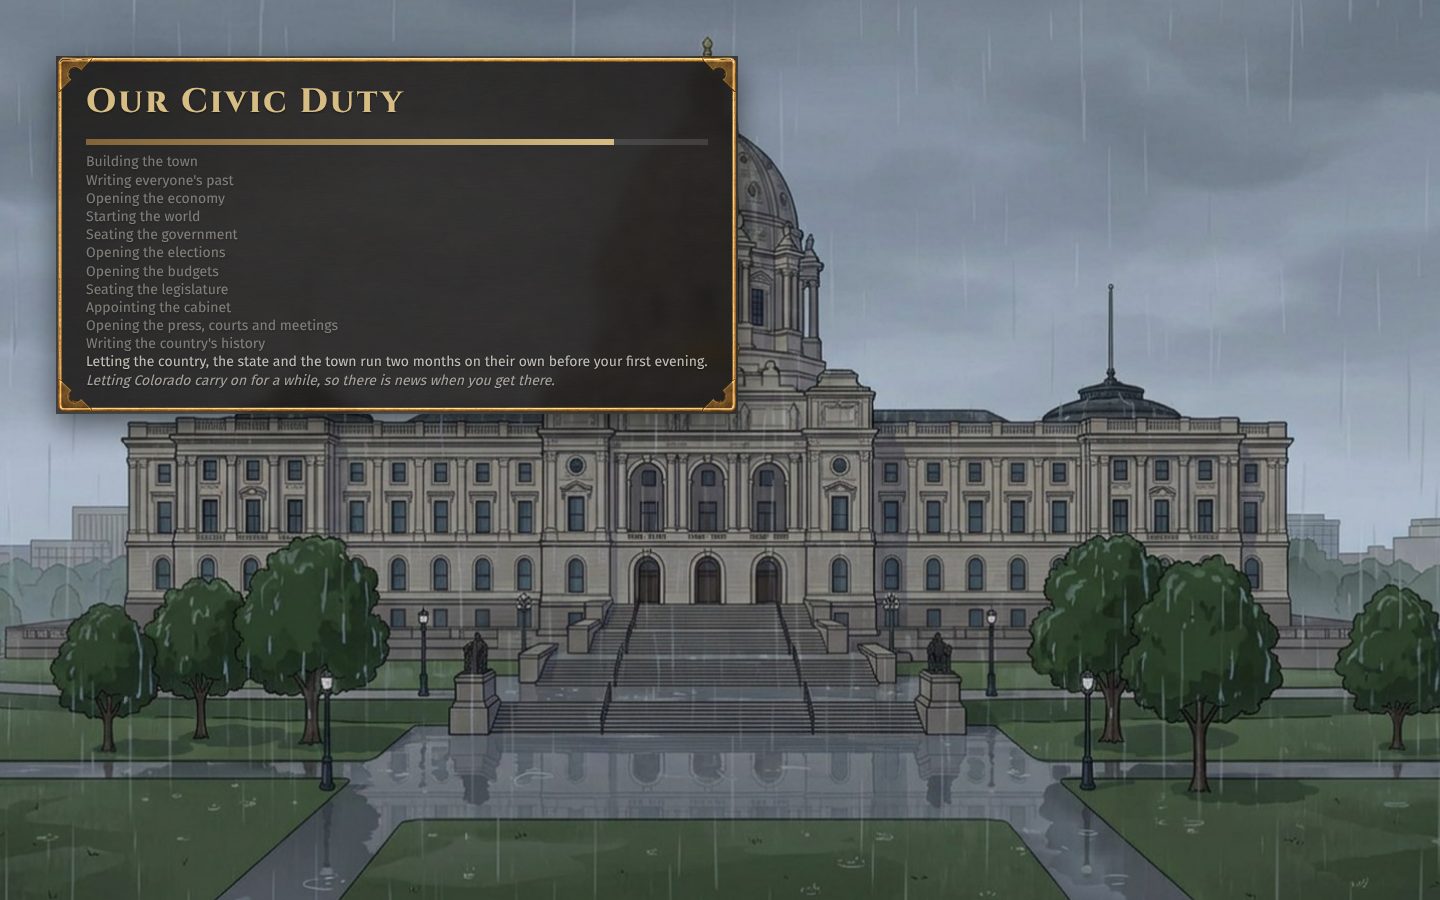 Our Civic Duty
Building the town
Writing everyone's past
Opening the economy
Starting the world
Seating the government
Opening the elections
Opening the budgets
Seating the legislature
Appointing the cabinet
Opening the press, courts and meetings
Writing the country's history
Letting the country, the state and the town run two months on their own before your first evening.
Letting Colorado carry on for a while, so there is news when you get there.